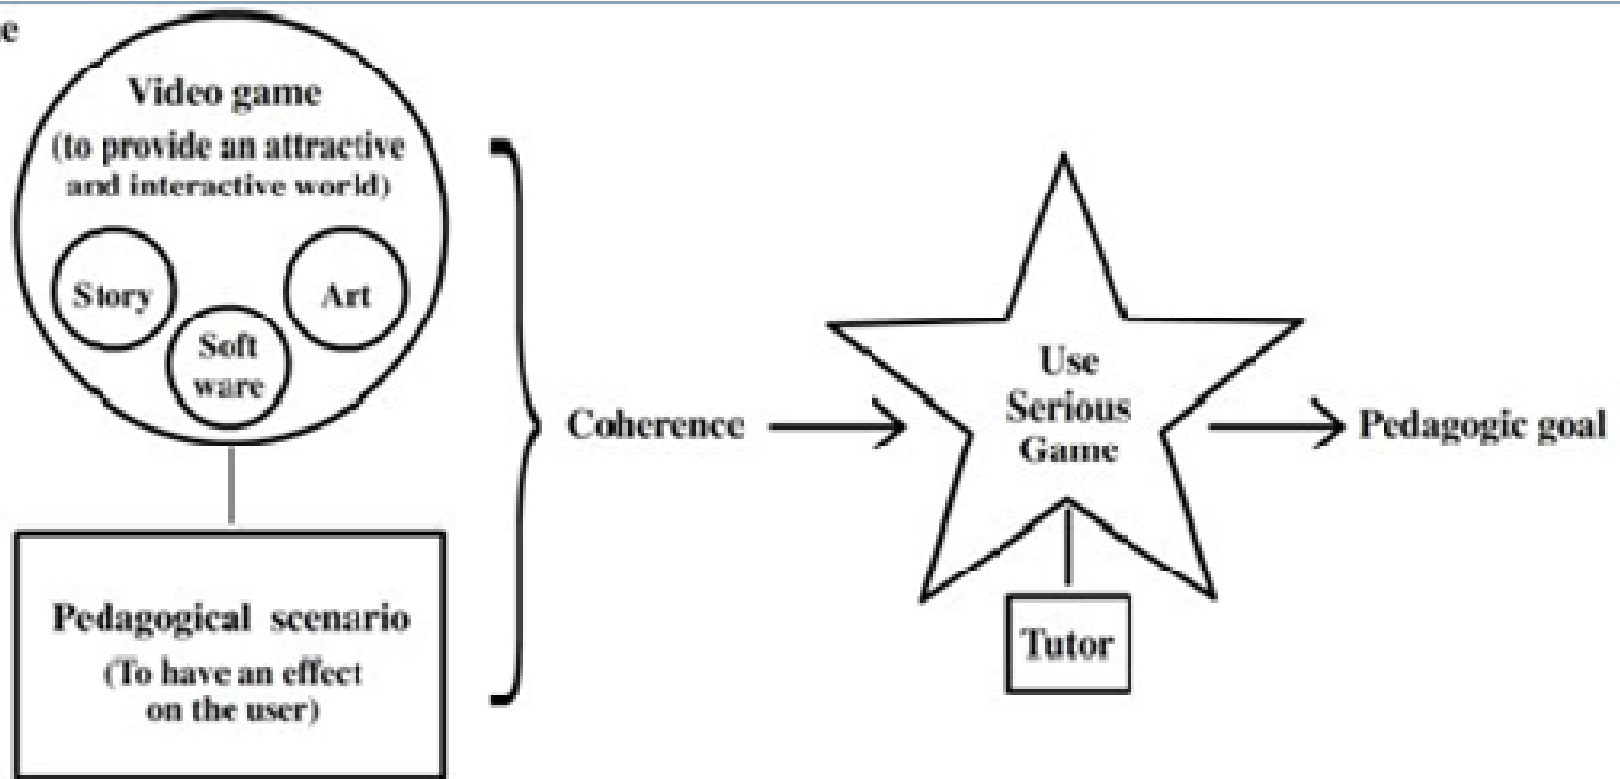 Video game
(to provide an attractive
and interactive world)
Story
Art
Soft
ware
Pedagogical scenario
(To have an effect
on the user)
Coherence
Use
Serious
Game
Tutor
Pedagogic goal